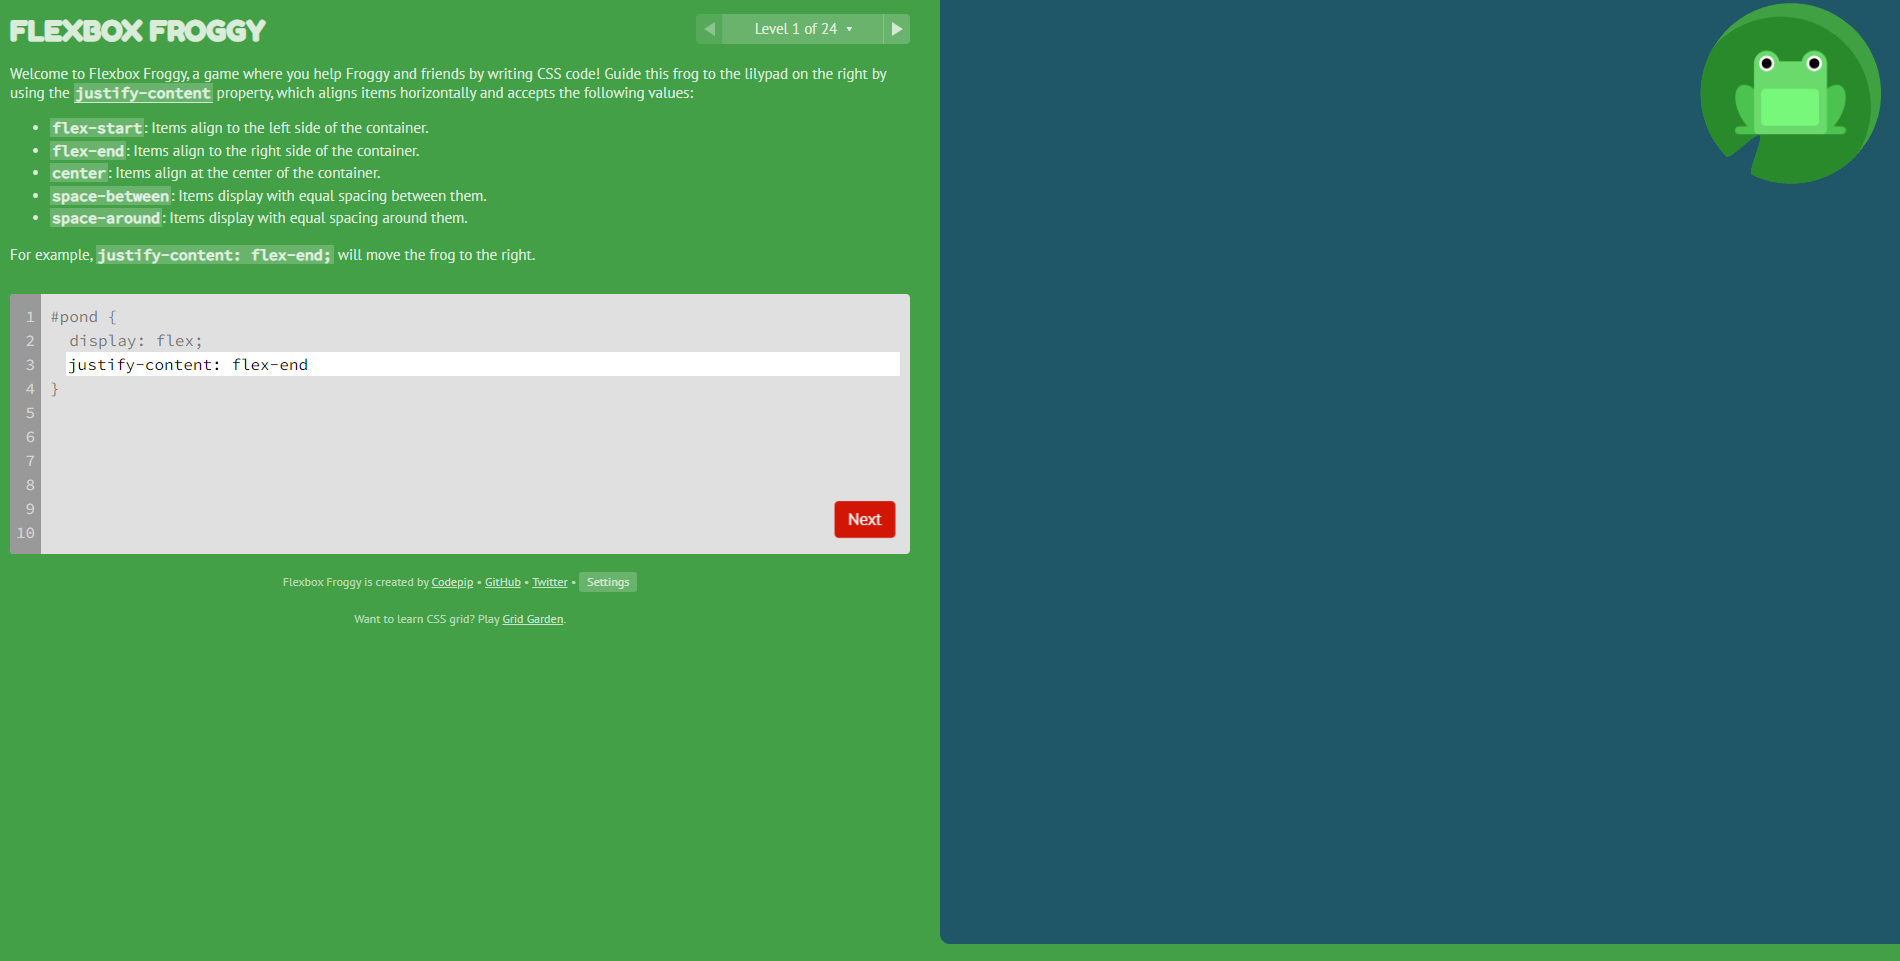 FLEXBOX FROGGY
Level 1 of 24
Welcome to Flexbox Froggy, a game where you help Froggy and friends by writing CSS code! Guide this frog to the lilypad on the right by
using the justify-content property, which aligns items horizontally and accepts the following values:
• flex-start: Items align to the left side of the container.
• flex-end: Items align to the right side of the container.
• center: Items align at the center of the container.
• space-between: Items display with equal spacing between them.
• space-around: Items display with equal spacing around them.
For example, justify-content: flex-end; will move the frog to the right.
1 #pond {
2 display: flex;
3 justify-content: flex-end
4 }
5
6
7
8
9
10
Next
Flexbox Froggy is created by Codepip • GitHub • Twitter • Settings
Want to learn CSS grid? Play Grid Garden.